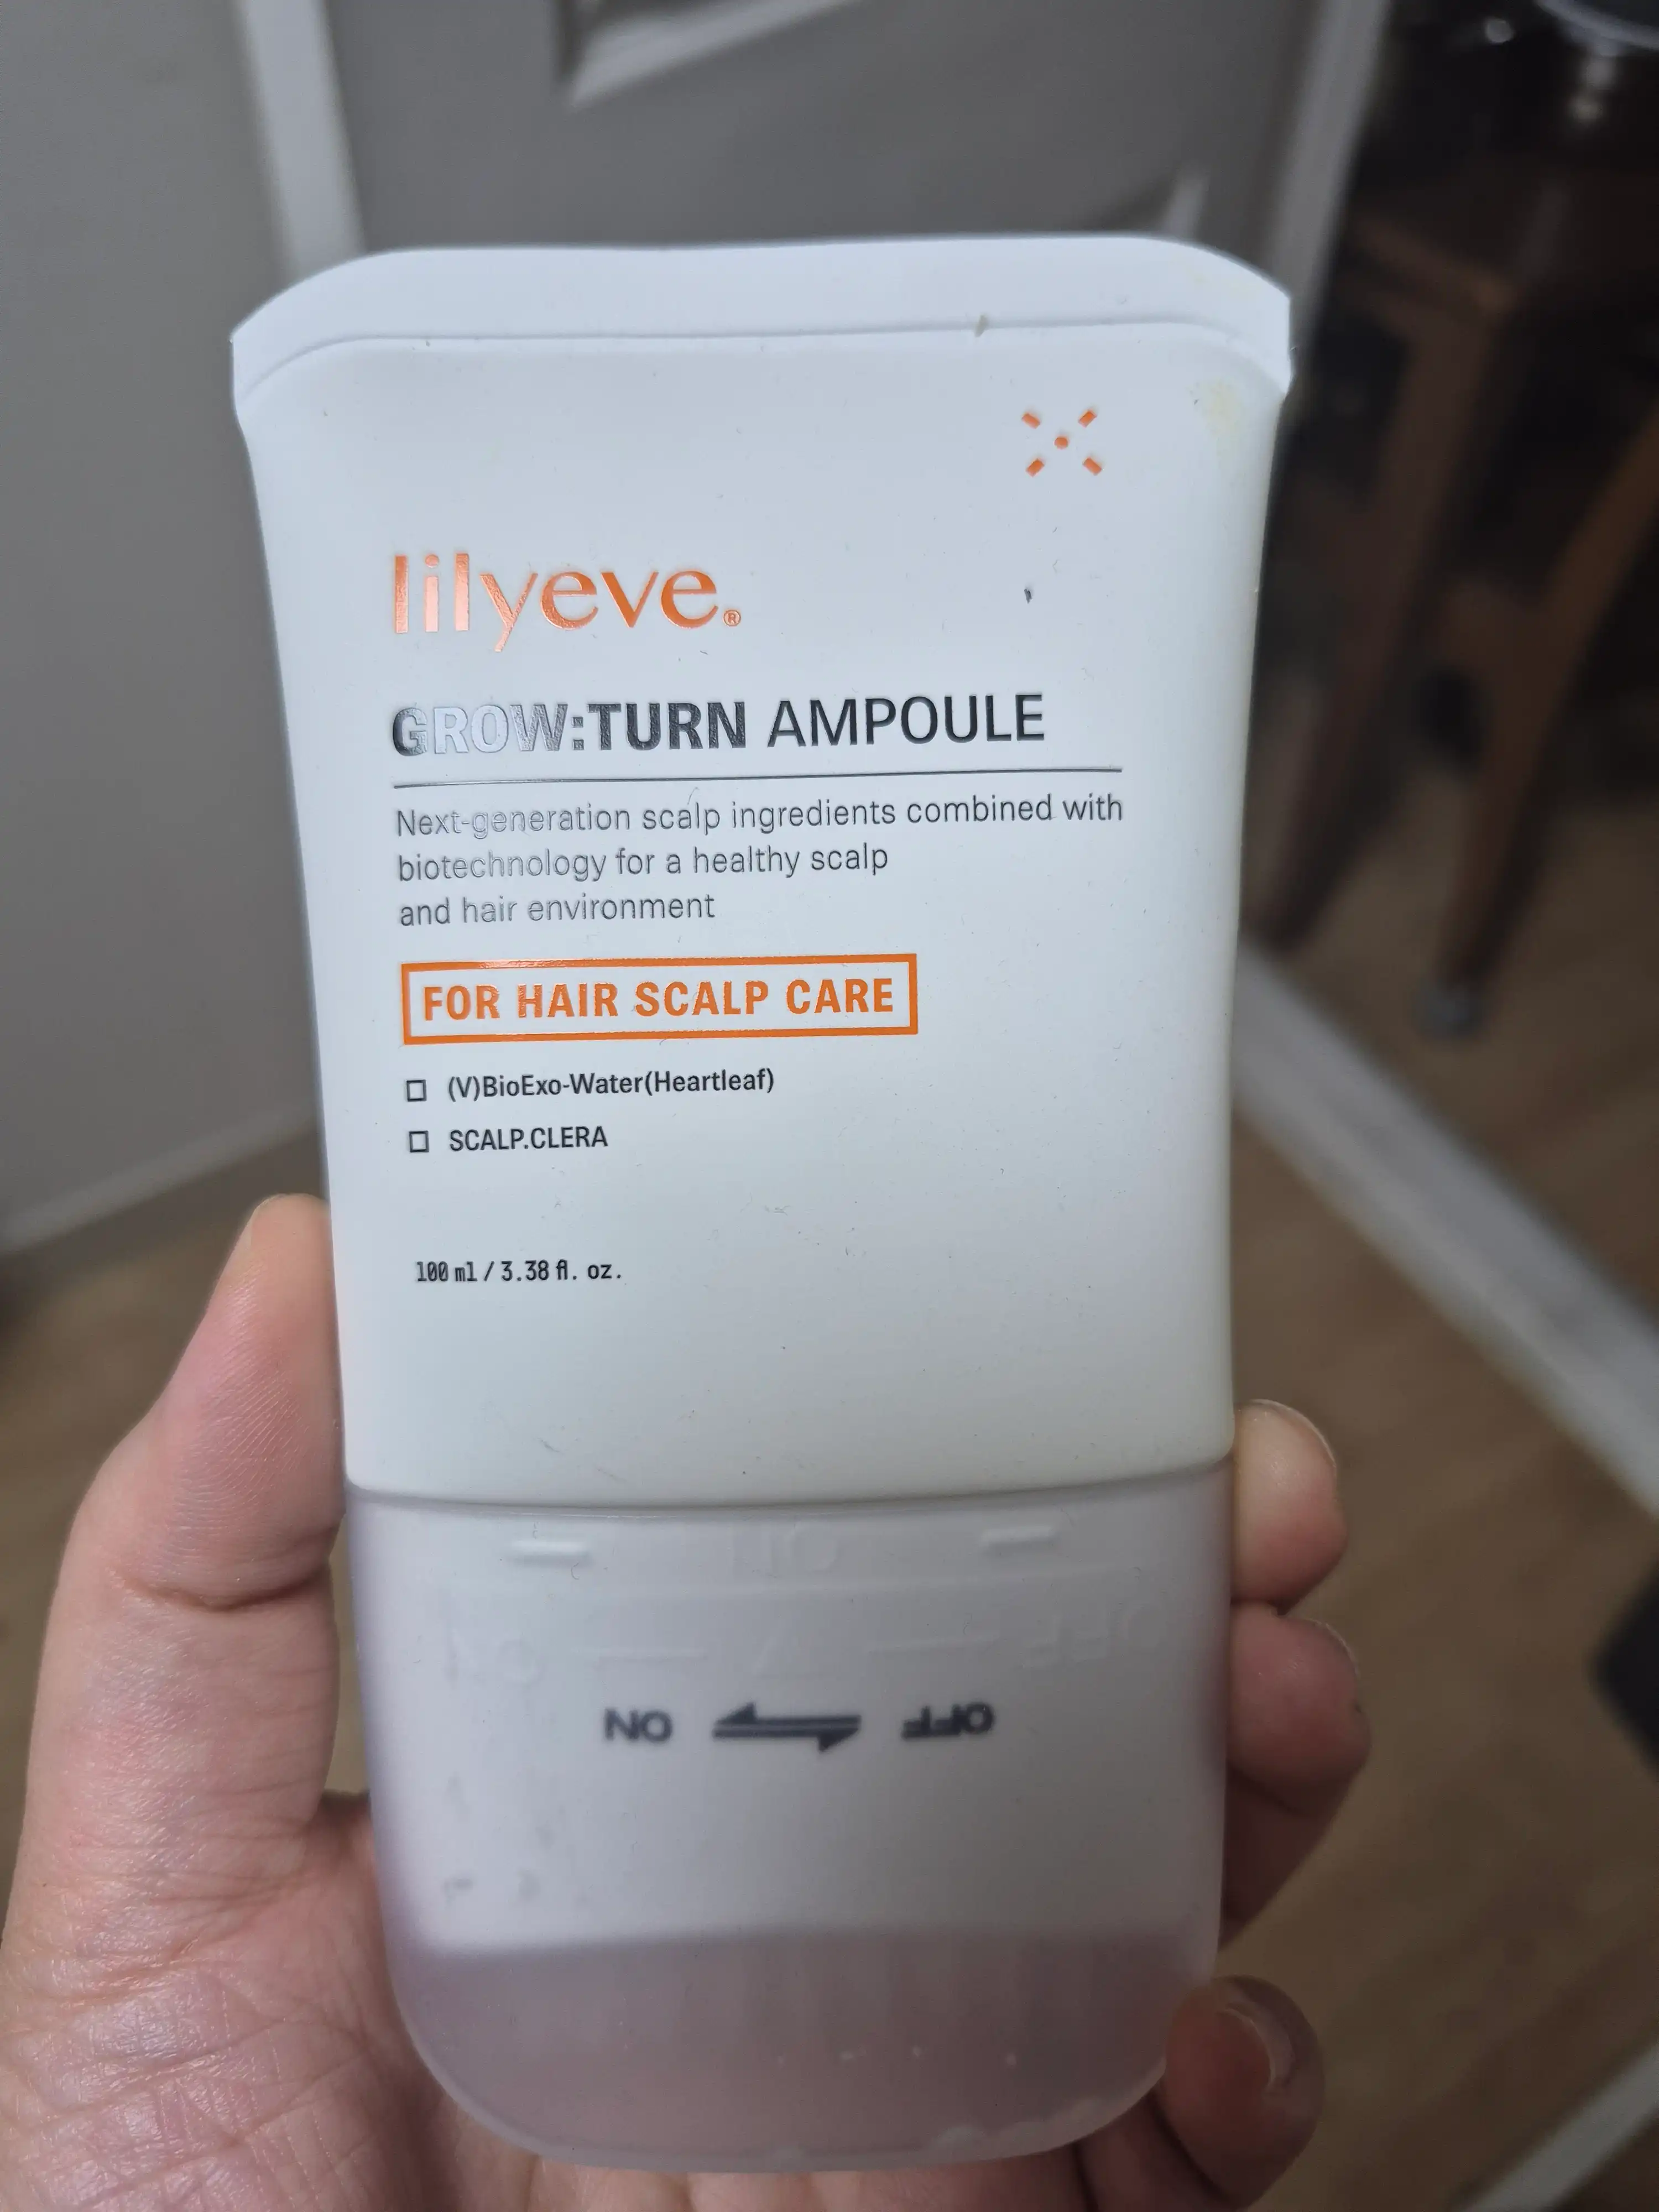 lilyeve®
GROW:TURN AMPOULE
Next-generation scalp ingredients combined with
biotechnology for a healthy scalp
and hair environment
FOR HAIR SCALP CARE
(V)BioExo-Water(Heartleaf)
SCALP.CLERA
100 ml / 3.38 fl. oz.
ON OFF